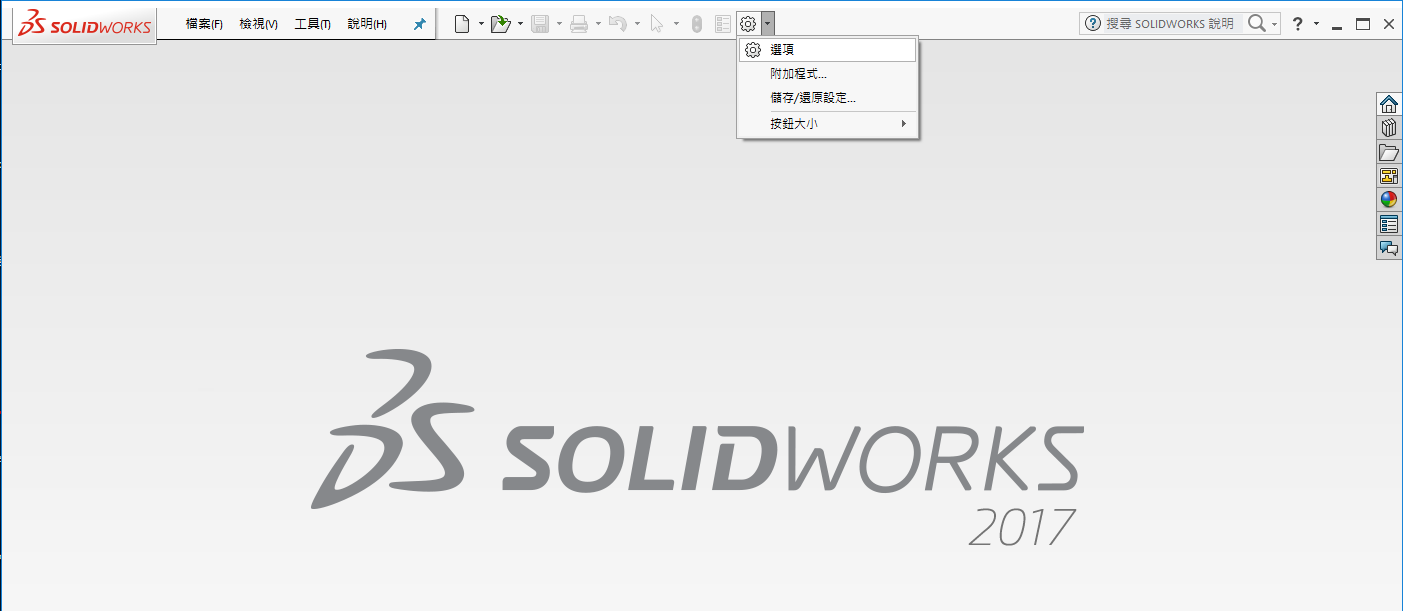 SOLIDWORKS 檔案(F) 檢視(V) 工具(T) 說明(H) 搜尋 SOLIDWORKS 說明 ?
選項
附加程式...
儲存/還原設定...
按鈕大小
SOLIDWORKS
2017